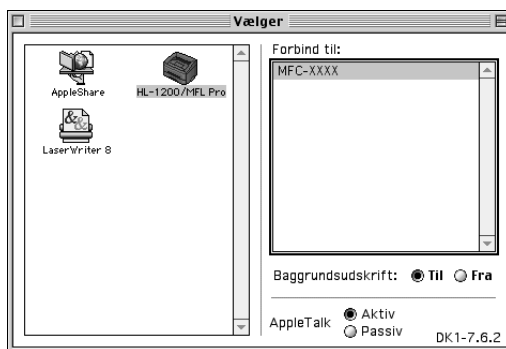 Vælger
AppleShare
HL-1200/MFL Pro
LaserWriter 8
Forbind til:
MFC-XXXX
Baggrundsudskrift: Til Fra
AppleTalk Aktiv
Passiv
DK1-7.6.2